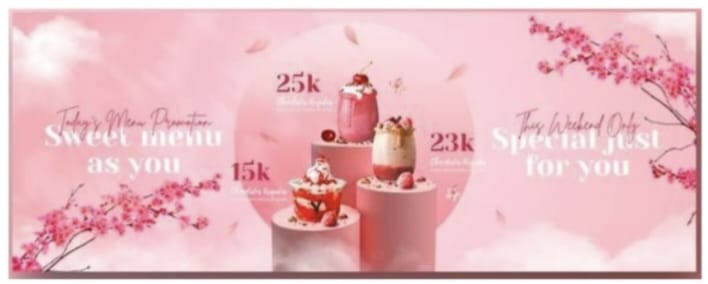 Today's Menu Promotion
Sweet menu
as you
25k
15k
23k
This Weekend Only
Special just
for you